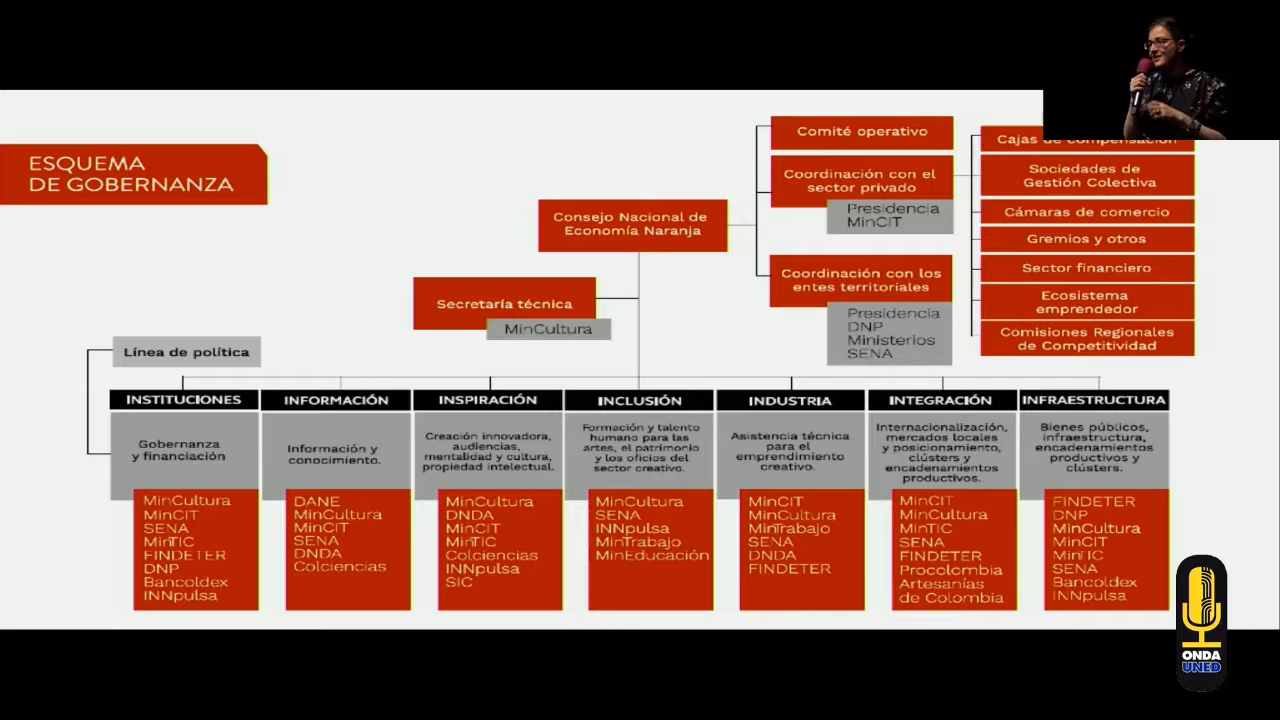 ESQUEMA
DE GOBERNANZA
Comité operativo
Coordinación con el
sector privado
Presidencia
MinCIT
Consejo Nacional de
Economía Naranja
Coordinación con los
entes territoriales
Presidencia
DNP
Ministerios
SENA
Cajas de compensación
Sociedades de
Gestión Colectiva
Cámaras de comercio
Gremios y otros
Sector financiero
Ecosistema
emprendedor
Comisiones Regionales
de Competitividad
Secretaría técnica
MinCultura
Línea de política
INSTITUCIONES
Gobernanza
y financiación
MinCultura
MinCIT
SENA
MinTIC
FINDETER
DNP
Bancoldex
INNpulsa
INFORMACIÓN
Información y
conocimiento.
DANE
MinCultura
MinCIT
SENA
DNDA
Colciencias
INSPIRACIÓN
Creación innovadora,
audiencias,
mentalidad y cultura,
propiedad intelectual.
MinCultura
DNDA
MinCIT
MinTIC
Colciencias
INNpulsa
SIC
INCLUSIÓN
Formación y talento
humano para las
artes, el patrimonio
y los oficios del
sector creativo.
MinCultura
SENA
INNpulsa
MinTrabajo
MinEducación
INDUSTRIA
Asistencia técnica
para el
emprendimiento
creativo.
MinCIT
MinCultura
MinTrabajo
SENA
DNDA
FINDETER
INTEGRACIÓN
Internacionalización,
mercados locales
y posicionamiento,
clústers y
encadenamientos
productivos.
MinCIT
MinCultura
MinTIC
SENA
FINDETER
Procolombia
Artesanías
de Colombia
INFRAESTRUCTURA
Bienes públicos,
infraestructura,
encadenamientos
productivos y
clústers.
FINDETER
DNP
MinCultura
MinCIT
MinTIC
SENA
Bancoldex
INNpulsa
ONDA
UNED